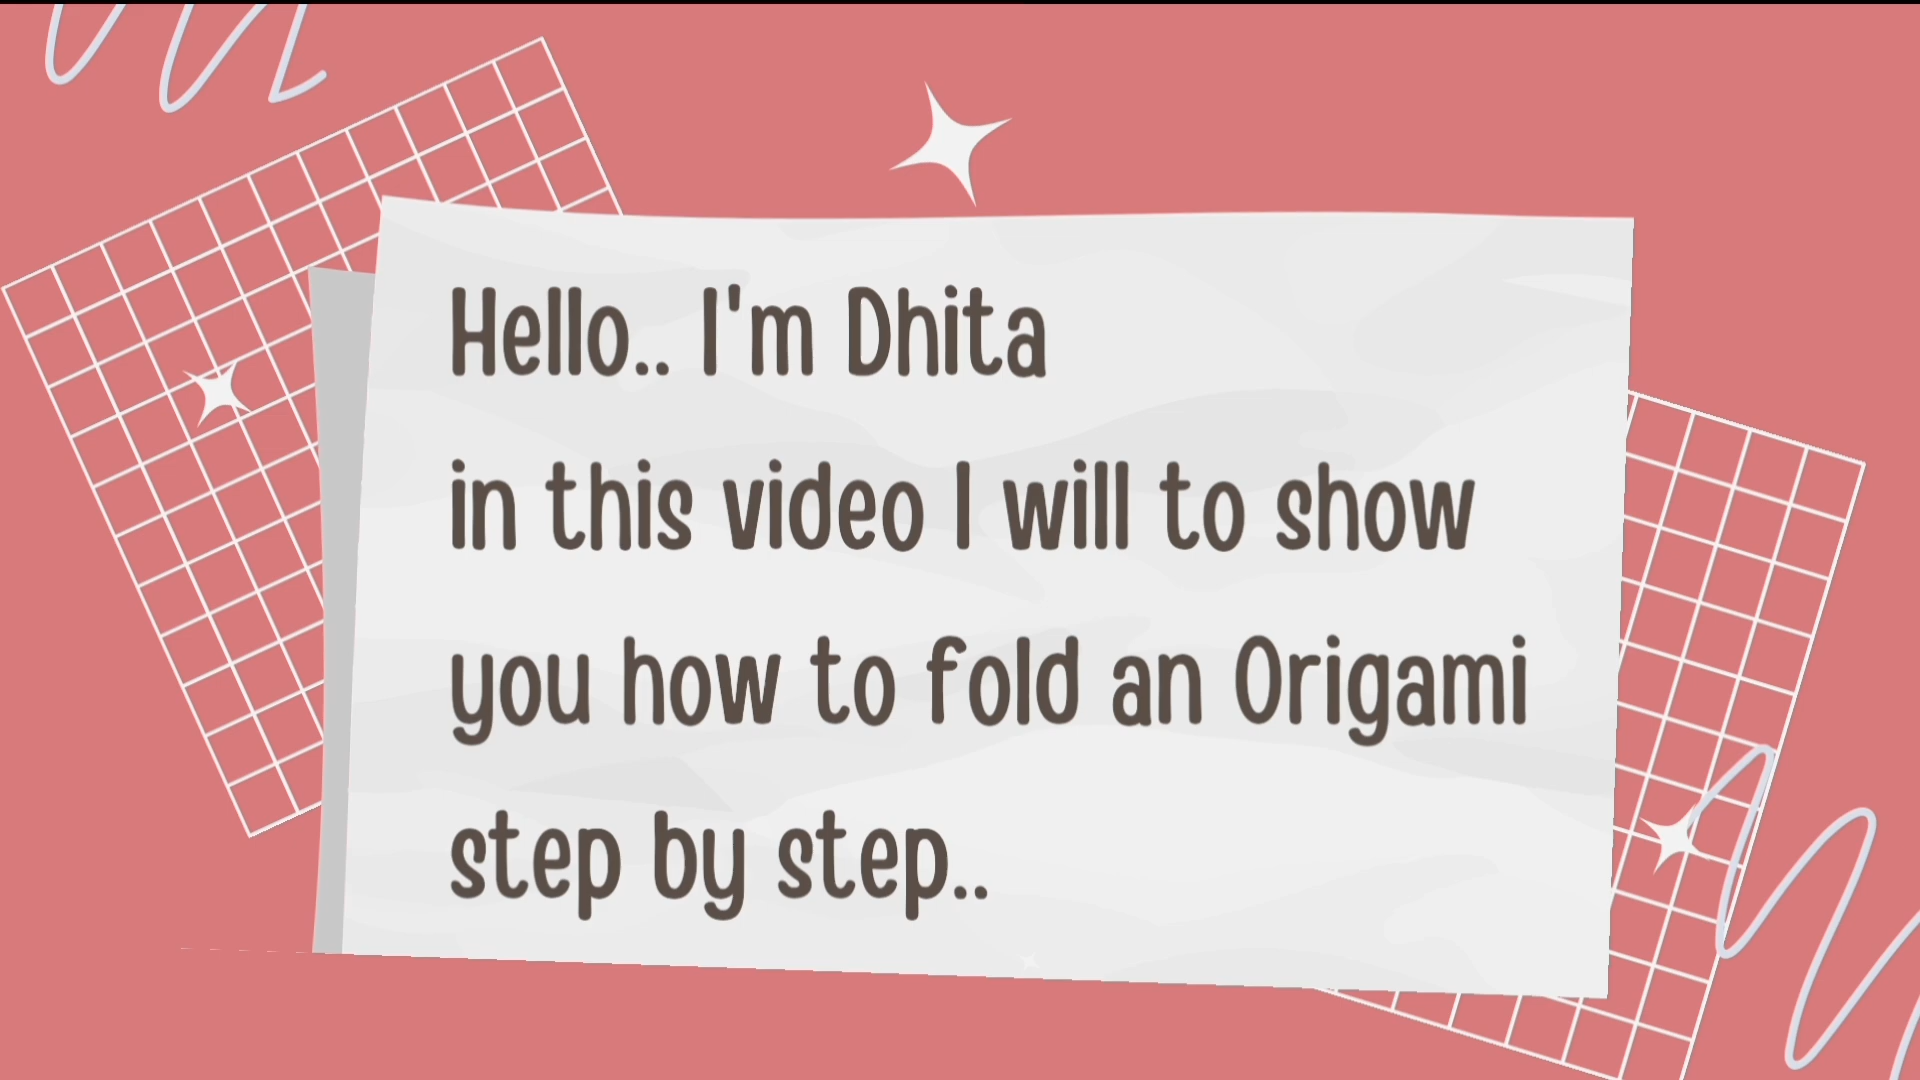 Hello.. I'm Dhita
in this video I will to show
you how to fold an Origami
step by step..